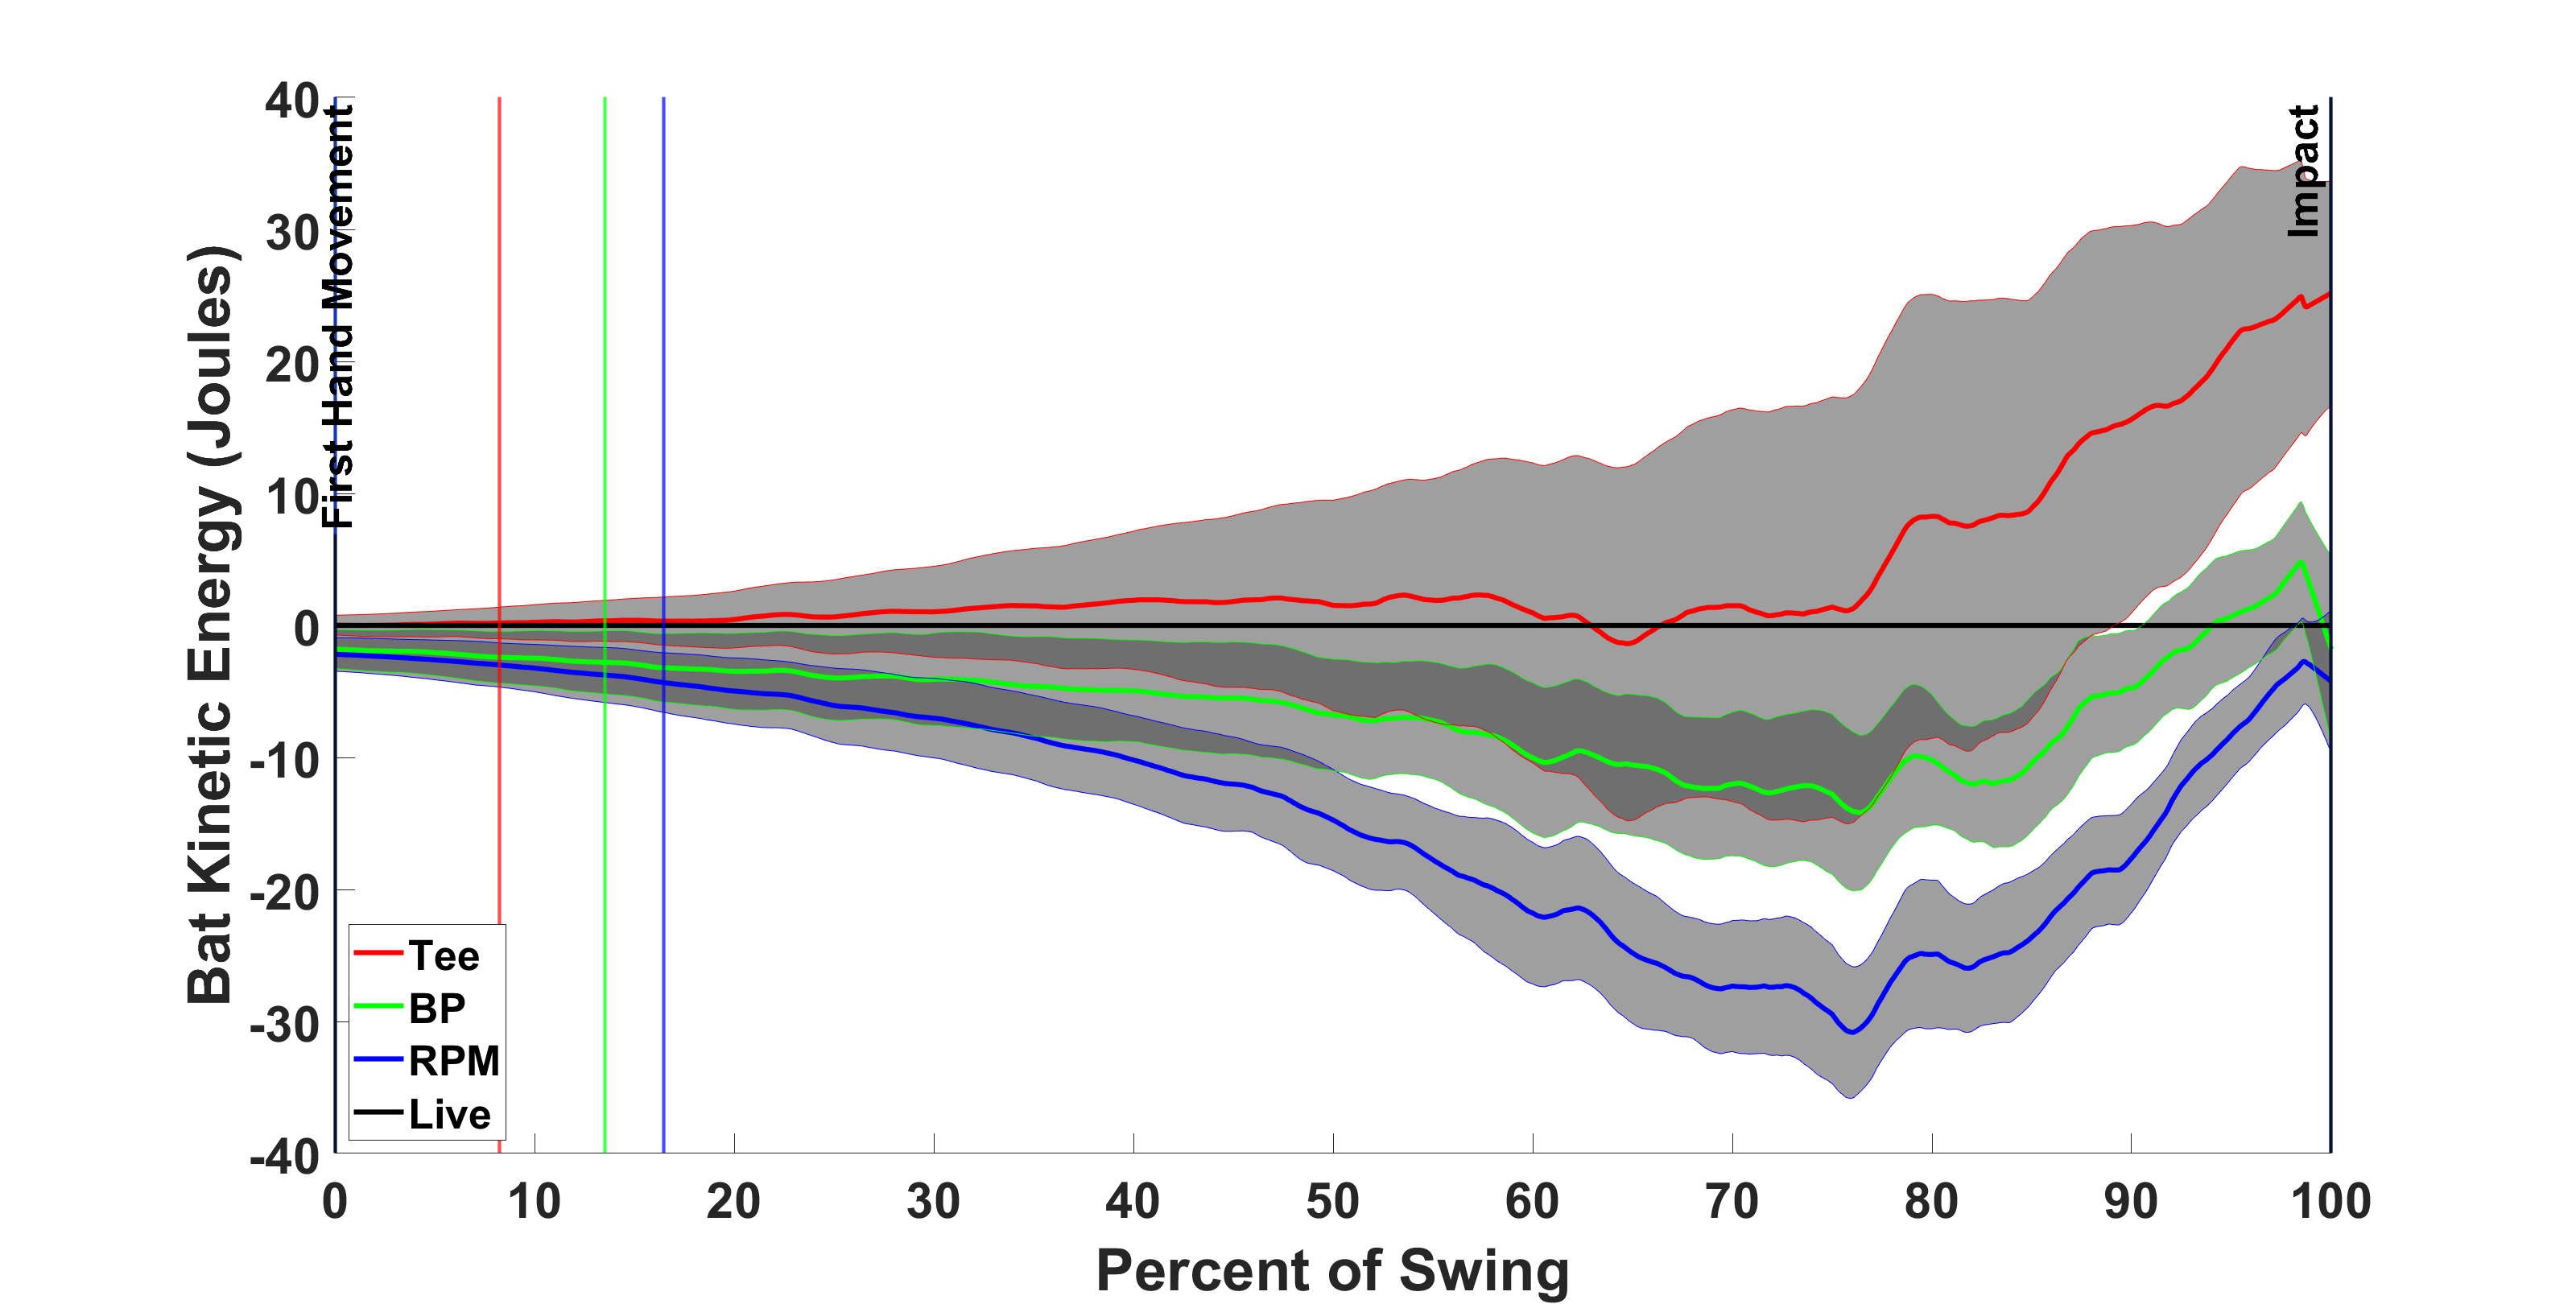 Bat Kinetic Energy (Joules)
40
30
20
10
0
-10
-20
-30
-40
First Hand Movement
Impact
Tee
BP
RPM
Live
0 10 20 30 40 50 60 70 80 90 100
Percent of Swing